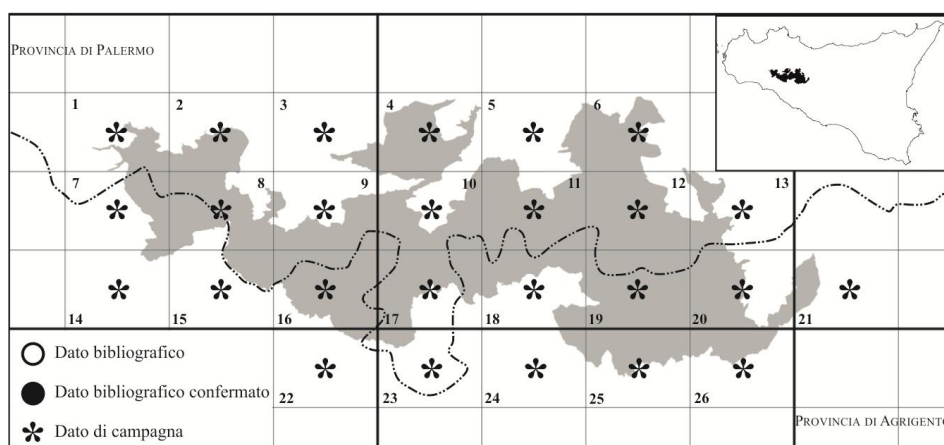 PROVINCIA DI PALERMO
1 2 3 4 5 6
7 8 9 10 11 12 13
14 15 16 17 18 19 20 21
Dato bibliografico
Dato bibliografico confermato
Dato di campagna
22 23 24 25 26
PROVINCIA DI AGRIGENTO